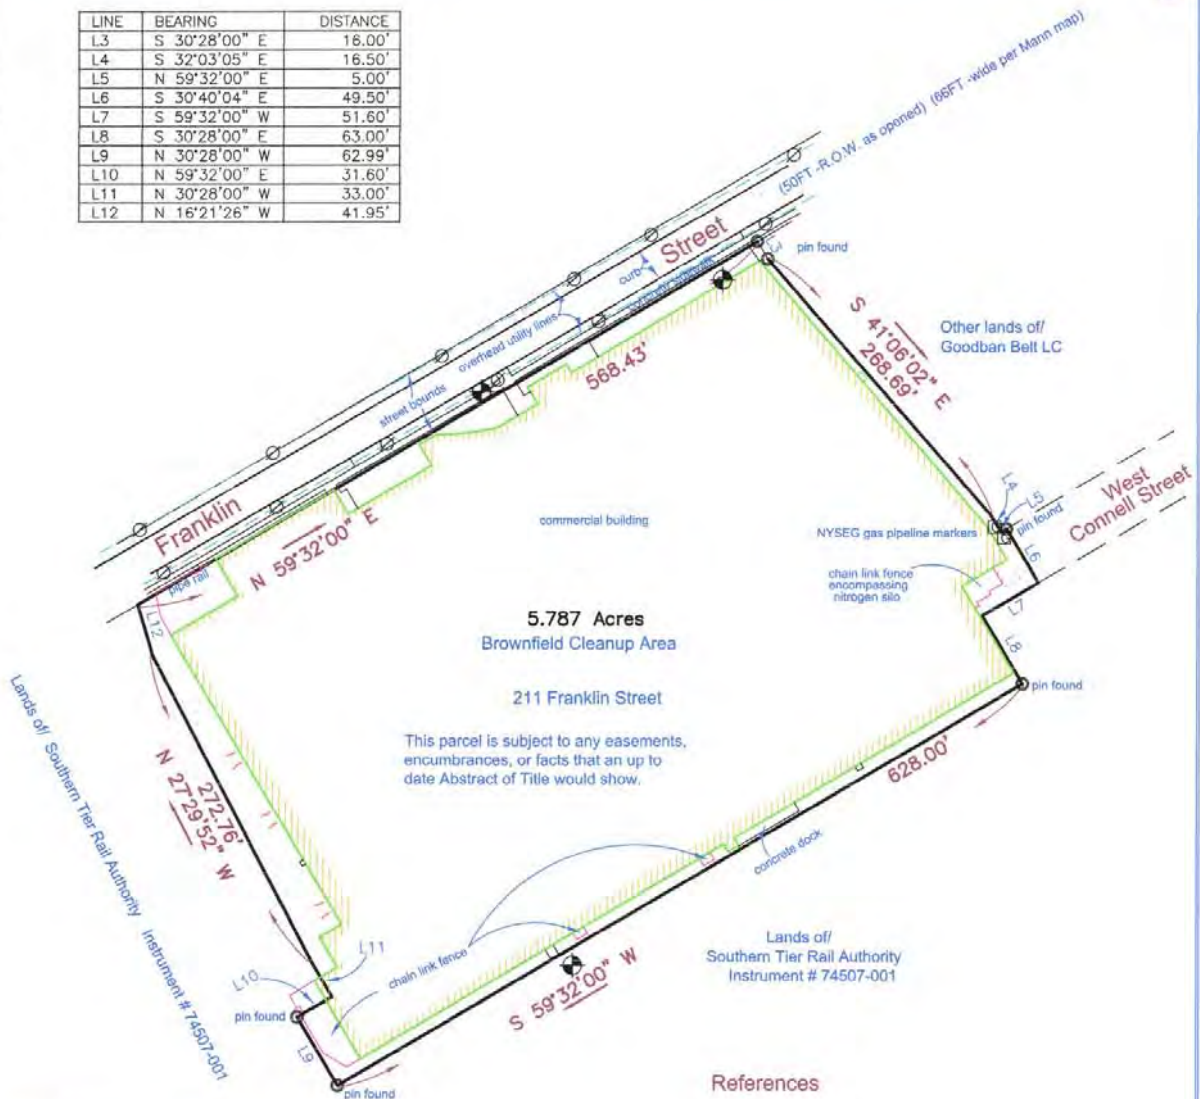 LINE BEARING DISTANCE
L3 S 30°28'00" E 16.00'
L4 S 32°03'05" E 16.50'
L5 N 59°32'00" E 5.00'
L6 S 30°40'04" E 49.50'
L7 S 59°32'00" W 51.60'
L8 S 30°28'00" E 63.00'
L9 N 30°28'00" W 62.99'
L10 N 59°32'00" E 31.60'
L11 N 30°28'00" W 33.00'
L12 N 16°21'26" W 41.95'
(50FT -R.O.W. as opened) (66FT -wide per Mann map)
Street
L3
pin found
curb
overhead utility lines
street bounds
568.43'
S 41°06'02" E
268.69'
Other lands of/
Goodban Belt LC
Franklin
N 59°32'00" E
pipe rail
L12
commercial building
L4
L5
pin found
West
Connell Street
NYSEG gas pipeline markers
L6
chain link fence
encompassing
nitrogen silo
L7
L8
pin found
5.787 Acres
Brownfield Cleanup Area
211 Franklin Street
This parcel is subject to any easements,
encumbrances, or facts that an up to
date Abstract of Title would show.
Lands of/ Southern Tier Rail Authority Instrument # 74507-001
272.76'
N 27°29'52" W
628.00'
concrete dock
L11
L10
chain link fence
pin found
L9
S 59°32'00" W
Lands of/
Southern Tier Rail Authority
Instrument # 74507-001
pin found
References